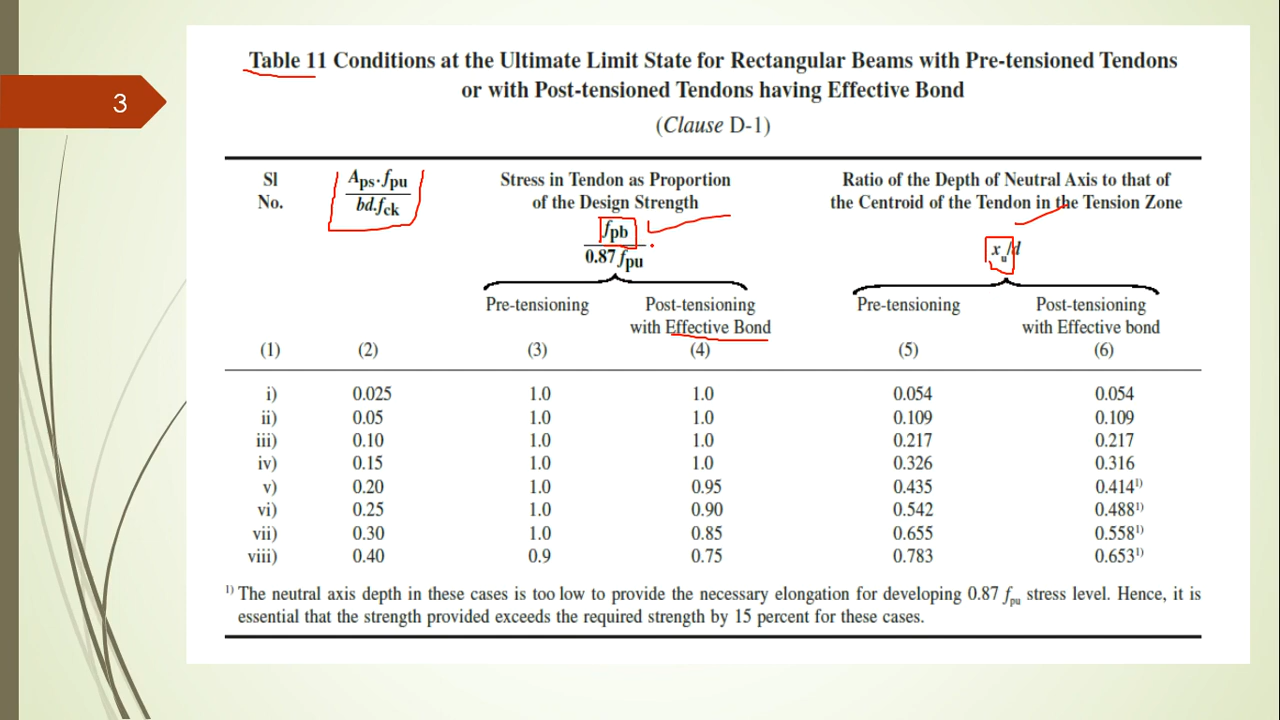 3
Table 11 Conditions at the Ultimate Limit State for Rectangular Beams with Pre-tensioned Tendons
or with Post-tensioned Tendons having Effective Bond
(Clause D-1)
Sl No.
Aps·fpu / bd.fck
Stress in Tendon as Proportion
of the Design Strength
fpb / 0.87 fpu
Ratio of the Depth of Neutral Axis to that of
the Centroid of the Tendon in the Tension Zone
xu/d
Pre-tensioning
Post-tensioning
with Effective Bond
Pre-tensioning
Post-tensioning
with Effective bond
(1) (2) (3) (4) (5) (6)
i) 0.025 1.0 1.0 0.054 0.054
ii) 0.05 1.0 1.0 0.109 0.109
iii) 0.10 1.0 1.0 0.217 0.217
iv) 0.15 1.0 1.0 0.326 0.316
v) 0.20 1.0 0.95 0.435 0.414¹⁾
vi) 0.25 1.0 0.90 0.542 0.488¹⁾
vii) 0.30 1.0 0.85 0.655 0.558¹⁾
viii) 0.40 0.9 0.75 0.783 0.653¹⁾
¹⁾ The neutral axis depth in these cases is too low to provide the necessary elongation for developing 0.87 fpu stress level. Hence, it is
essential that the strength provided exceeds the required strength by 15 percent for these cases.